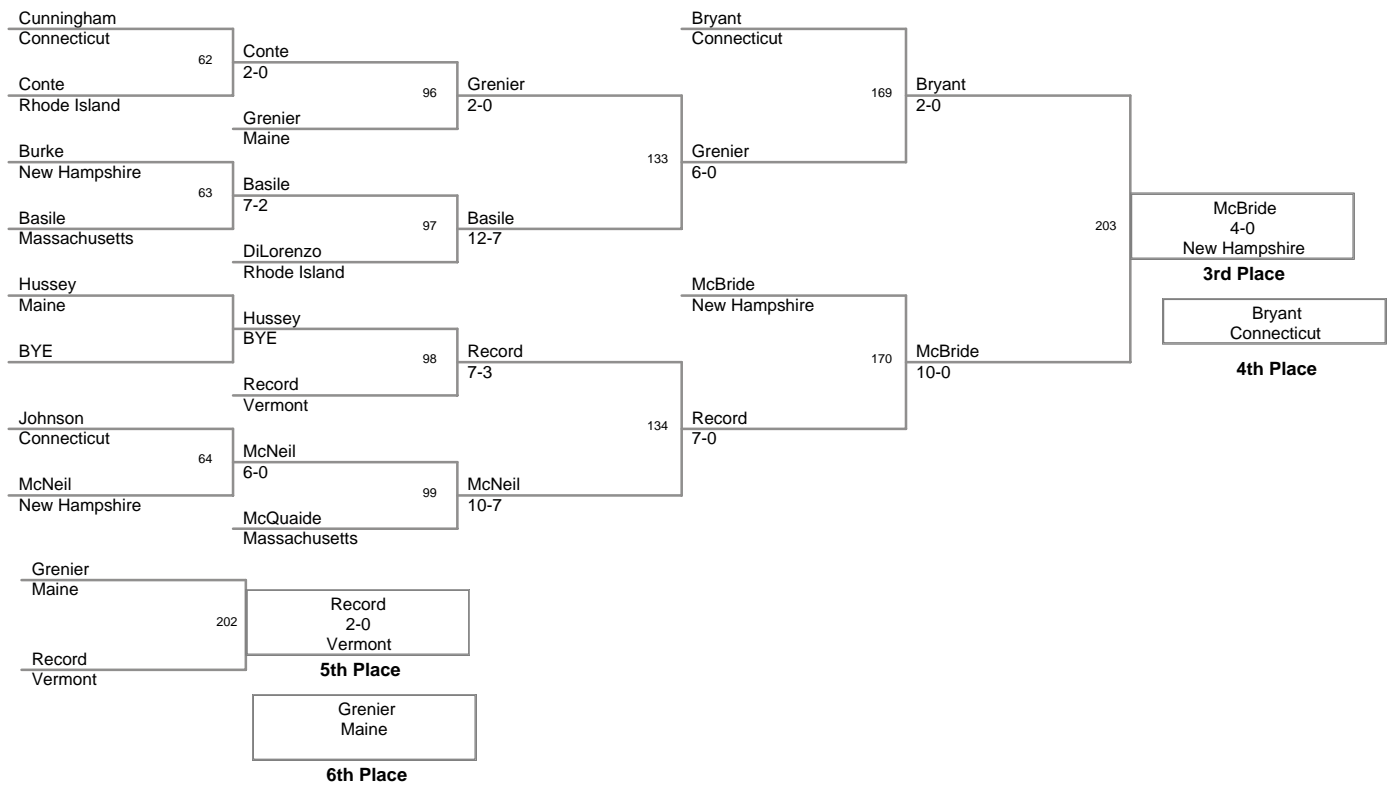 Cunningham
Connecticut
62
Conte
Rhode Island
Conte
2-0
96
Grenier
Maine
Grenier
2-0
Burke
New Hampshire
63
Basile
Massachusetts
Basile
7-2
97
DiLorenzo
Rhode Island
Basile
12-7
133
Grenier
6-0
Bryant
Connecticut
169
Bryant
2-0
Hussey
Maine
BYE
Hussey
BYE
98
Record
Vermont
Record
7-3
Johnson
Connecticut
64
McNeil
New Hampshire
McNeil
6-0
99
McQuaide
Massachusetts
McNeil
10-7
134
Record
7-0
McBride
New Hampshire
170
McBride
10-0
203
McBride
4-0
New Hampshire
3rd Place
Bryant
Connecticut
4th Place
Grenier
Maine
202
Record
Vermont
Record
2-0
Vermont
5th Place
Grenier
Maine
6th Place